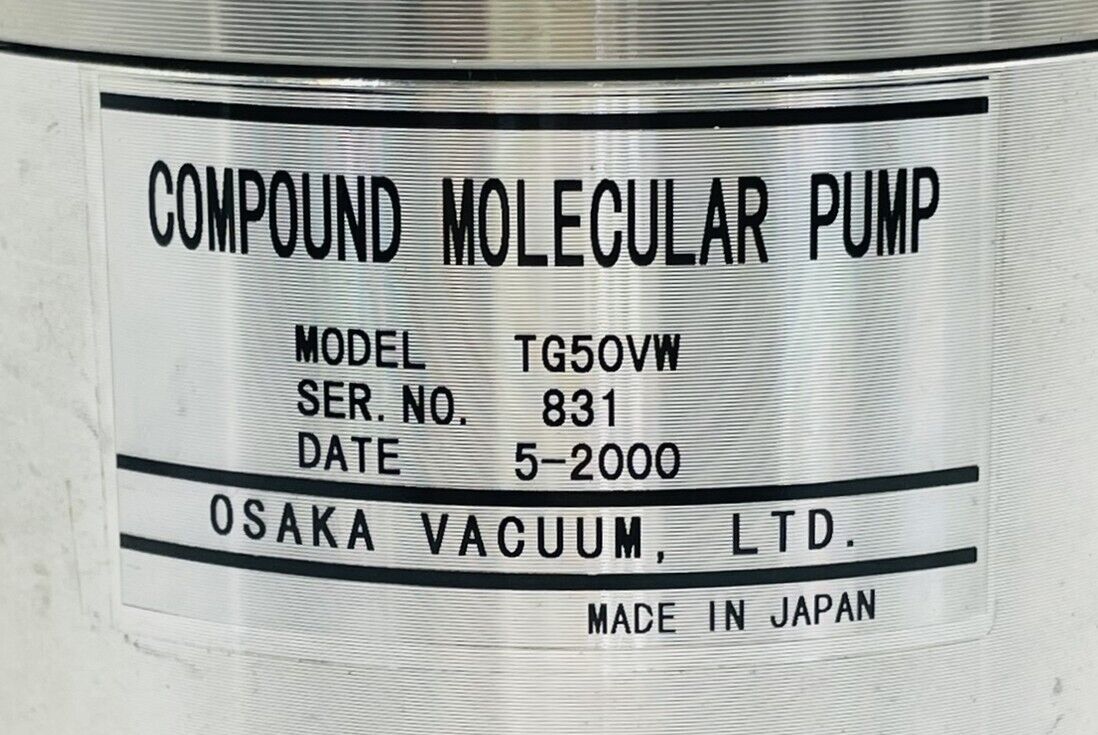 COMPOUND MOLECULAR PUMP
MODEL TG50VW
SER. NO. 831
DATE 5-2000
OSAKA VACUUM, LTD.
MADE IN JAPAN